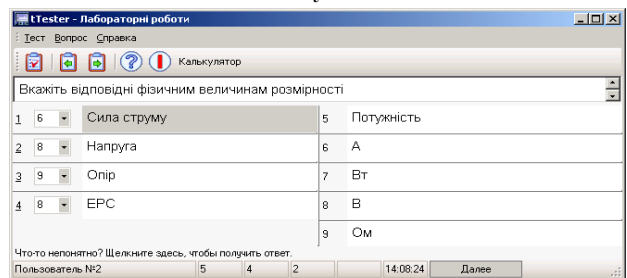 tTester - Лабораторні роботи
Тест Вопрос Справка
Калькулятор
Вкажіть відповідні фізичним величинам розмірності
1 6 Сила струму 5 Потужність
2 8 Напруга 6 А
3 9 Опір 7 Вт
4 8 ЕРС 8 В
9 Ом
Что-то непонятно? Щелкните здесь, чтобы получить ответ.
Пользователь №2 5 4 2 14:08:24 Далее